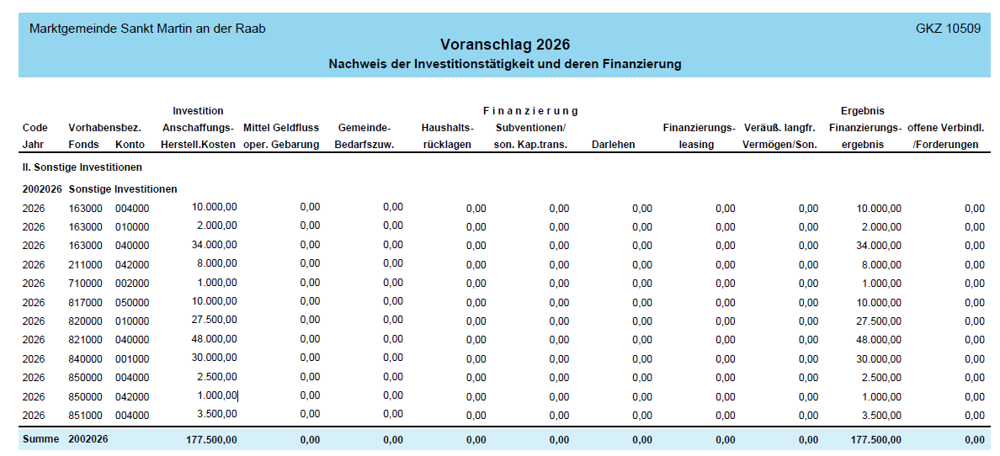 Marktgemeinde Sankt Martin an der Raab GKZ 10509
Voranschlag 2026
Nachweis der Investitionstätigkeit und deren Finanzierung
Investition F i n a n z i e r u n g Ergebnis
Code Vorhabensbez. Anschaffungs- Mittel Geldfluss Gemeinde- Haushalts- Subventionen/ Finanzierungs- Veräuß. langfr. Finanzierungs- offene Verbindl.
Jahr Fonds Konto Herstell.Kosten oper. Gebarung Bedarfszuw. rücklagen son. Kap.trans. Darlehen leasing Vermögen/Son. ergebnis /Forderungen
II. Sonstige Investitionen
2002026 Sonstige Investitionen
2026 163000 004000 10.000,00 0,00 0,00 0,00 0,00 0,00 0,00 0,00 10.000,00 0,00
2026 163000 010000 2.000,00 0,00 0,00 0,00 0,00 0,00 0,00 0,00 2.000,00 0,00
2026 163000 040000 34.000,00 0,00 0,00 0,00 0,00 0,00 0,00 0,00 34.000,00 0,00
2026 211000 042000 8.000,00 0,00 0,00 0,00 0,00 0,00 0,00 0,00 8.000,00 0,00
2026 710000 002000 1.000,00 0,00 0,00 0,00 0,00 0,00 0,00 0,00 1.000,00 0,00
2026 817000 050000 10.000,00 0,00 0,00 0,00 0,00 0,00 0,00 0,00 10.000,00 0,00
2026 820000 010000 27.500,00 0,00 0,00 0,00 0,00 0,00 0,00 0,00 27.500,00 0,00
2026 821000 040000 48.000,00 0,00 0,00 0,00 0,00 0,00 0,00 0,00 48.000,00 0,00
2026 840000 001000 30.000,00 0,00 0,00 0,00 0,00 0,00 0,00 0,00 30.000,00 0,00
2026 850000 004000 2.500,00 0,00 0,00 0,00 0,00 0,00 0,00 0,00 2.500,00 0,00
2026 850000 042000 1.000,00 0,00 0,00 0,00 0,00 0,00 0,00 0,00 1.000,00 0,00
2026 851000 004000 3.500,00 0,00 0,00 0,00 0,00 0,00 0,00 0,00 3.500,00 0,00
Summe 2002026 177.500,00 0,00 0,00 0,00 0,00 0,00 0,00 0,00 177.500,00 0,00